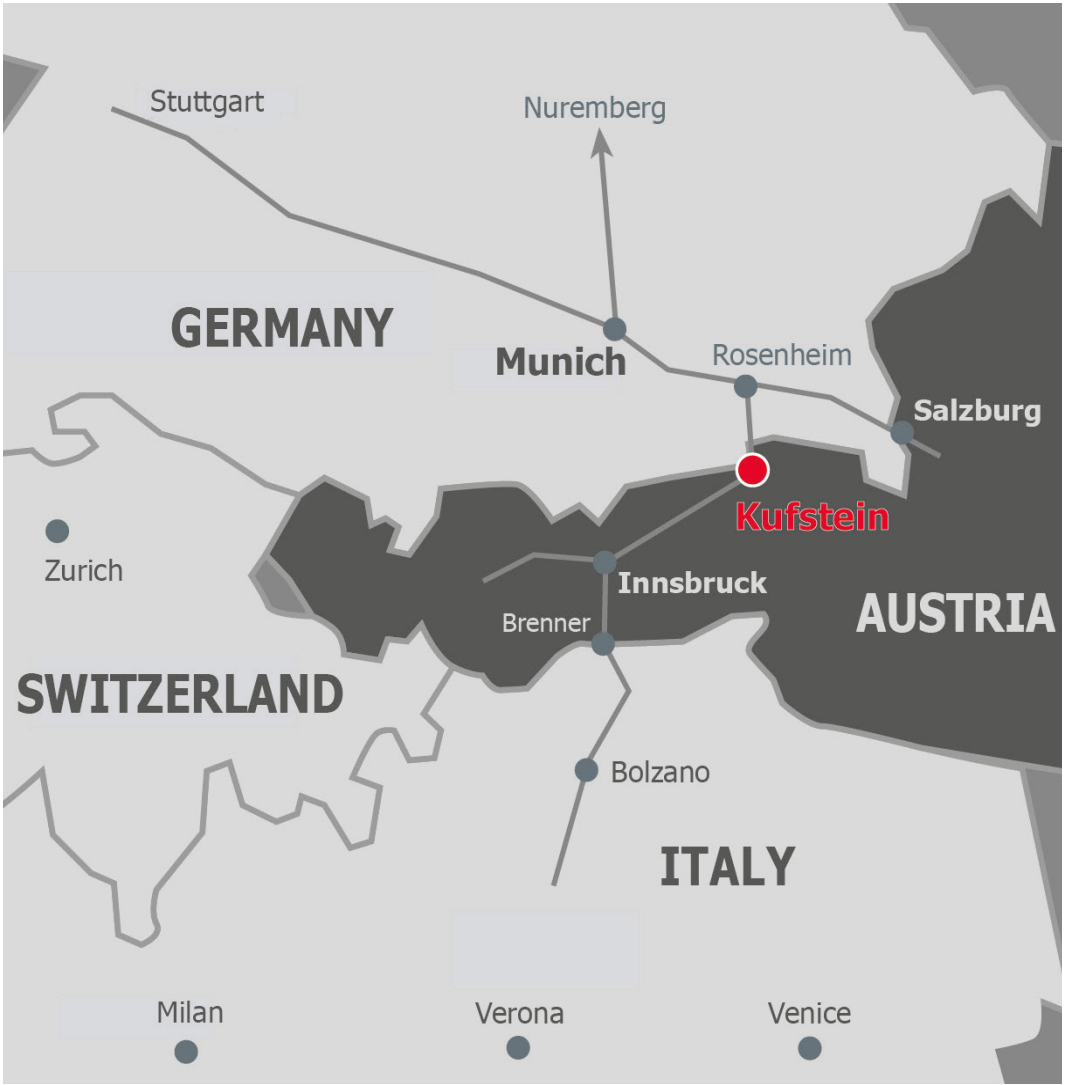 Stuttgart
Nuremberg
GERMANY
Munich
Rosenheim
Salzburg
Kufstein
Zurich
Innsbruck
AUSTRIA
Brenner
SWITZERLAND
Bolzano
ITALY
Milan
Verona
Venice